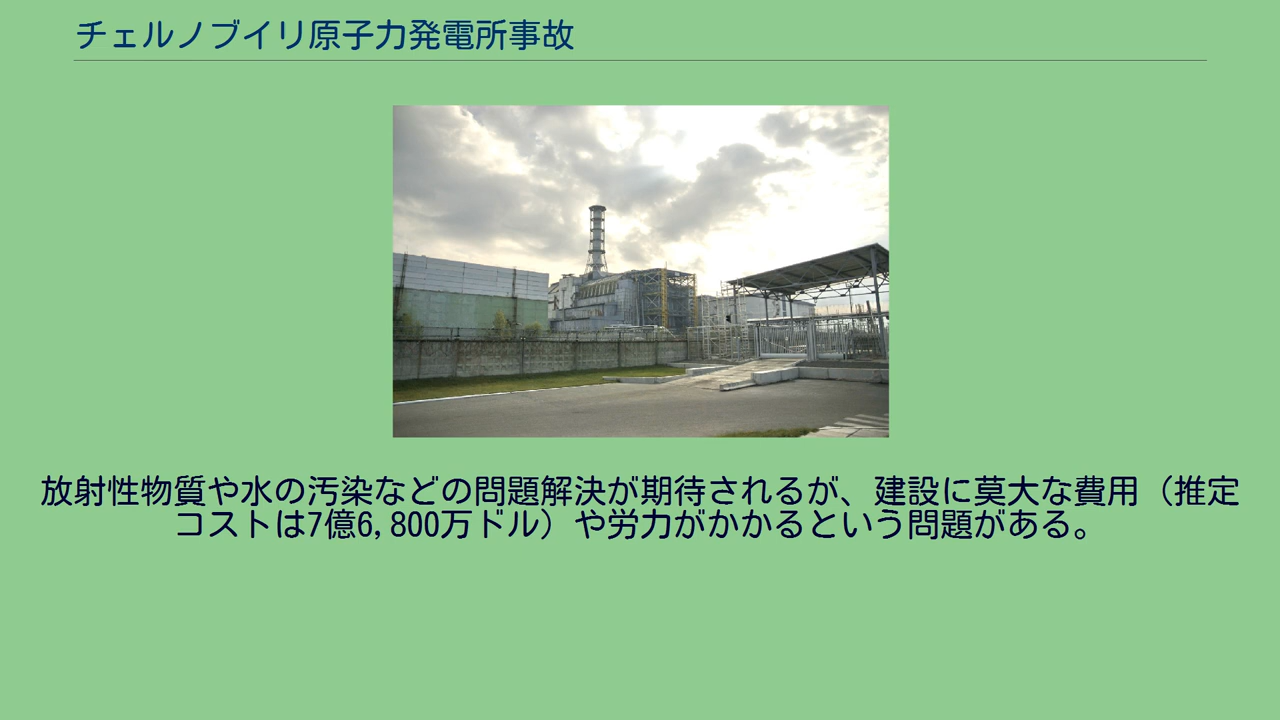 チェルノブイリ原子力発電所事故
放射性物質や水の汚染などの問題解決が期待されるが、建設に莫大な費用（推定
コストは7億6,800万ドル）や労力がかかるという問題がある。